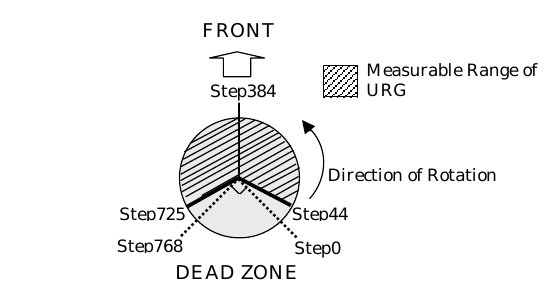 FRONT
Step384
Measurable Range of
URG
Direction of Rotation
Step725
Step44
Step768
Step0
DEAD ZONE